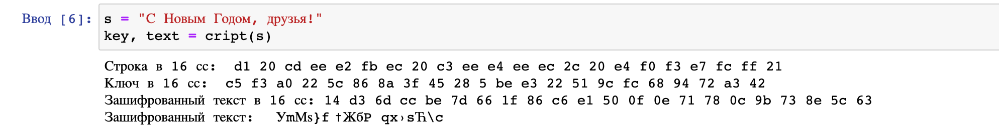 Ввод [6]: s = "С Новым Годом, друзья!"
key, text = cript(s)
Строка в 16 сс: d1 20 cd ee e2 fb ec 20 c3 ee e4 ee ec 2c 20 e4 f0 f3 e7 fc ff 21
Ключ в 16 сс: c5 f3 a0 22 5c 86 8a 3f 45 28 5 be e3 22 51 9c fc 68 94 72 a3 42
Зашифрованный текст в 16 сс: 14 d3 6d cc be 7d 66 1f 86 c6 e1 50 0f 0e 71 78 0c 9b 73 8e 5c 63
Зашифрованный текст: УmМs}f †ЖбP qx›sЋ\c